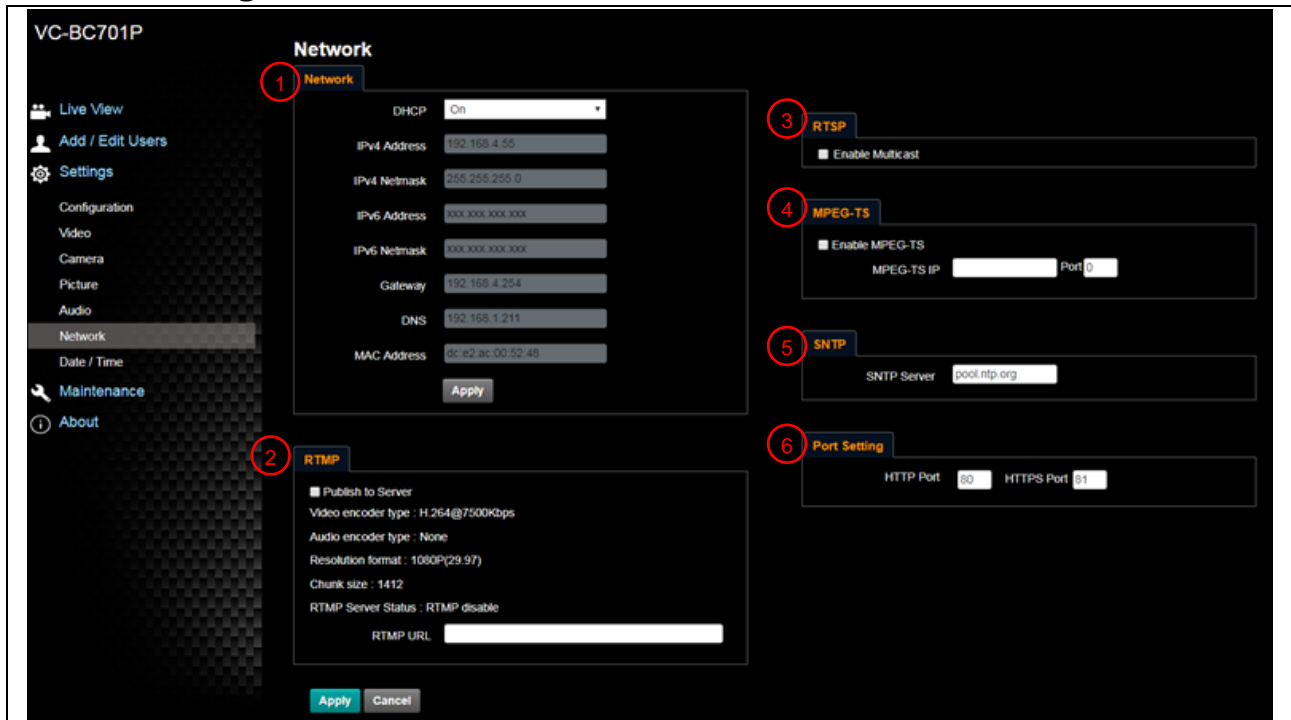 VC-BC701P
Live View
Add / Edit Users
Settings
Configuration
Video
Camera
Picture
Audio
Network
Date / Time
Maintenance
About
Network
1
Network
DHCP On
IPv4 Address 192.168.4.55
IPv4 Netmask 255.255.255.0
IPv6 Address xxx.xxx.xxx.xxx
IPv6 Netmask xxx.xxx.xxx.xxx
Gateway 192.168.4.254
DNS 192.168.1.211
MAC Address dc:e2:ac:00:52:48
Apply
2
RTMP
Publish to Server
Video encoder type : H.264@7500Kbps
Audio encoder type : None
Resolution format : 1080P(29.97)
Chunk size : 1412
RTMP Server Status : RTMP disable
RTMP URL
Apply Cancel
3
RTSP
Enable Multicast
4
MPEG-TS
Enable MPEG-TS
MPEG-TS IP Port 0
5
SNTP
SNTP Server pool.ntp.org
6
Port Setting
HTTP Port 80 HTTPS Port 81